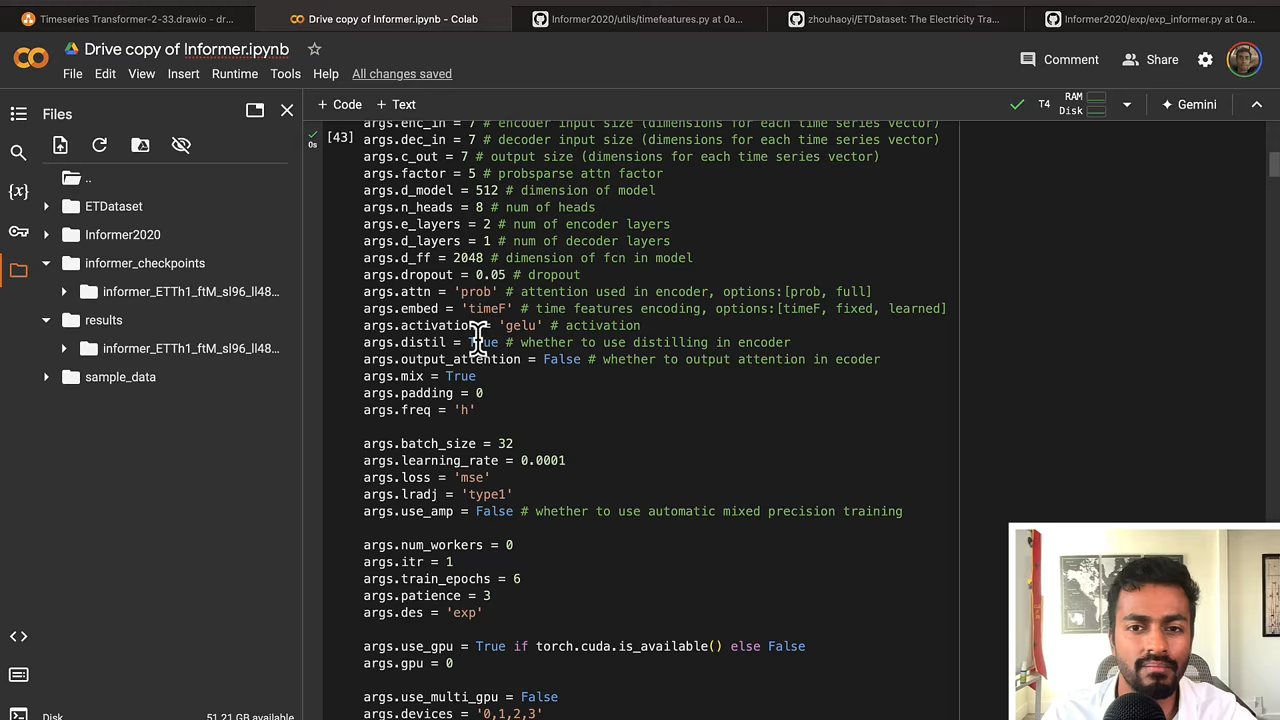 Timeseries Transformer-2-33.drawio - dr...
Drive copy of Informer.ipynb - Colab
Informer2020/utils/timefeatures.py at 0a...
zhouhaoyi/ETDataset: The Electricity Tra...
Informer2020/exp/exp_informer.py at 0a...
Drive copy of Informer.ipynb
File Edit View Insert Runtime Tools Help All changes saved
Comment
Share
+ Code + Text
T4
RAM
Disk
Gemini
Files
..
ETDataset
Informer2020
informer_checkpoints
informer_ETTh1_ftM_sl96_ll48...
results
informer_ETTh1_ftM_sl96_ll48...
sample_data
{x}
Disk
51.21 GB available
[43]
0s
args.enc_in = 7 # encoder input size (dimensions for each time series vector)
args.dec_in = 7 # decoder input size (dimensions for each time series vector)
args.c_out = 7 # output size (dimensions for each time series vector)
args.factor = 5 # probsparse attn factor
args.d_model = 512 # dimension of model
args.n_heads = 8 # num of heads
args.e_layers = 2 # num of encoder layers
args.d_layers = 1 # num of decoder layers
args.d_ff = 2048 # dimension of fcn in model
args.dropout = 0.05 # dropout
args.attn = 'prob' # attention used in encoder, options:[prob, full]
args.embed = 'timeF' # time features encoding, options:[timeF, fixed, learned]
args.activation = 'gelu' # activation
args.distil = True # whether to use distilling in encoder
args.output_attention = False # whether to output attention in ecoder
args.mix = True
args.padding = 0
args.freq = 'h'
args.batch_size = 32
args.learning_rate = 0.0001
args.loss = 'mse'
args.lradj = 'type1'
args.use_amp = False # whether to use automatic mixed precision training
args.num_workers = 0
args.itr = 1
args.train_epochs = 6
args.patience = 3
args.des = 'exp'
args.use_gpu = True if torch.cuda.is_available() else False
args.gpu = 0
args.use_multi_gpu = False
args.devices = '0,1,2,3'